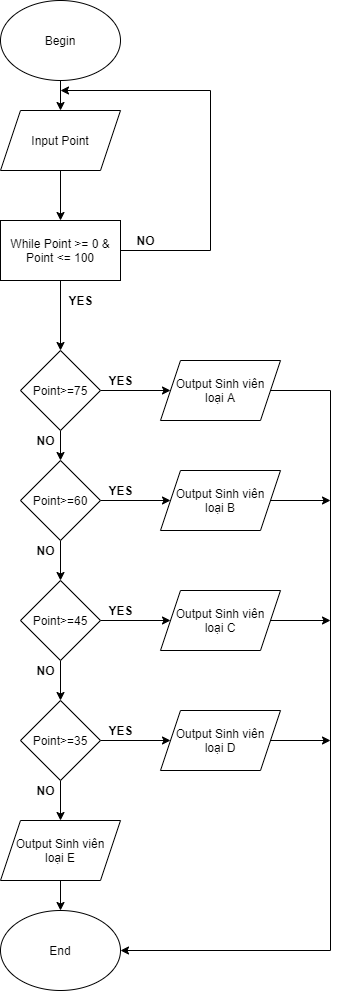 Begin
Input Point
While Point >= 0 &
Point <= 100
NO
YES
Point>=75
YES
Output Sinh viên
loại A
NO
Point>=60
YES
Output Sinh viên
loại B
NO
Point>=45
YES
Output Sinh viên
loại C
NO
Point>=35
YES
Output Sinh viên
loại D
NO
Output Sinh viên
loại E
End